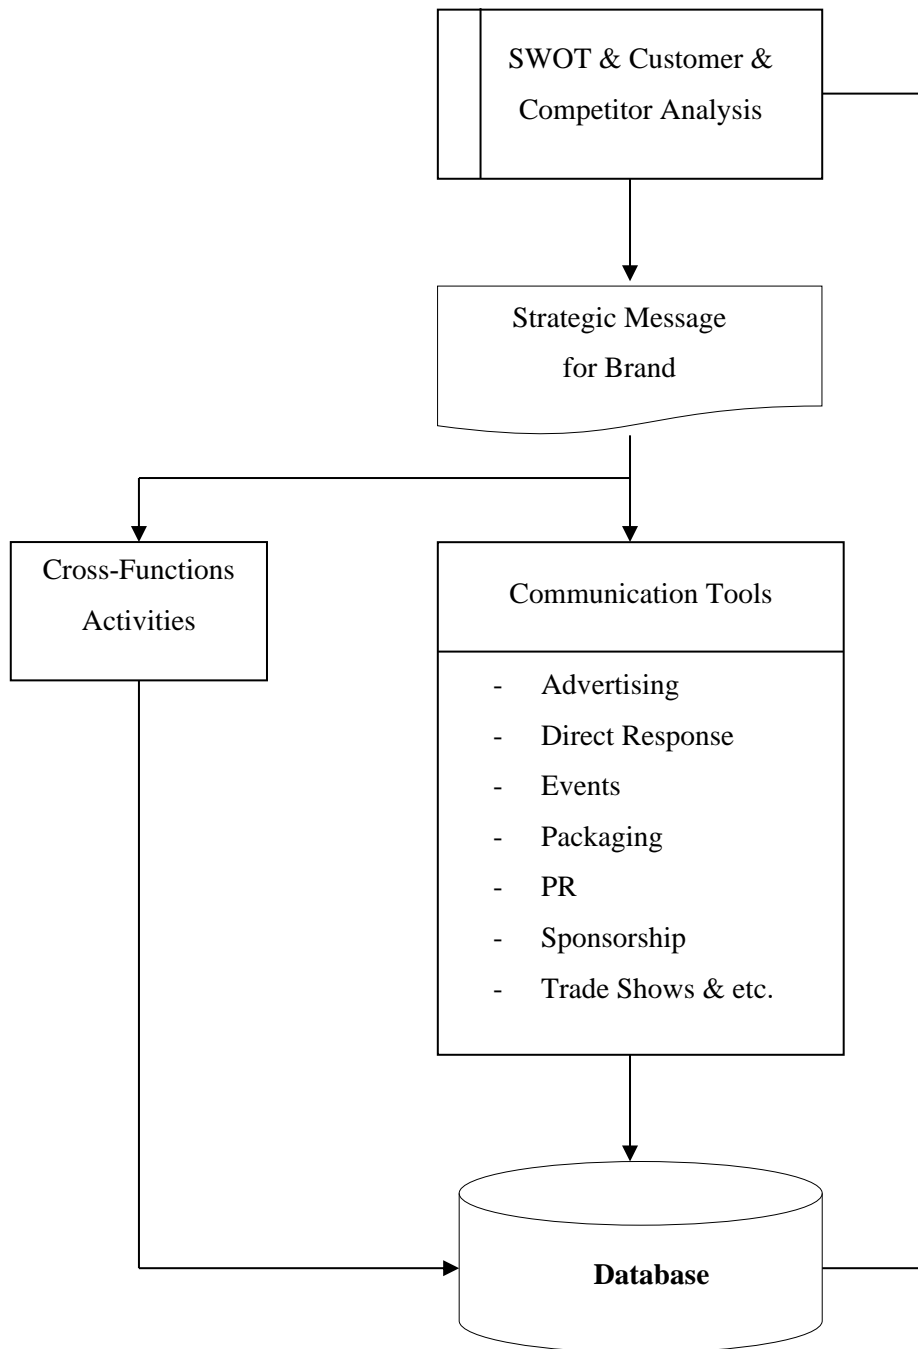 SWOT & Customer &
Competitor Analysis
Strategic Message
for Brand
Cross-Functions
Activities
Communication Tools
- Advertising
- Direct Response
- Events
- Packaging
- PR
- Sponsorship
- Trade Shows & etc.
Database